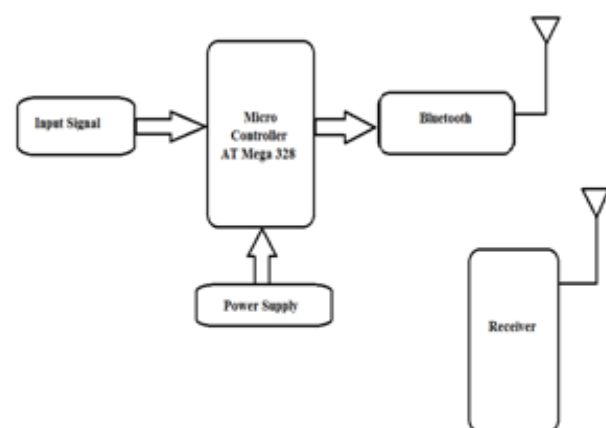 Input Signal
Micro
Controller
AT Mega 328
Bluetooth
Power Supply
Receiver